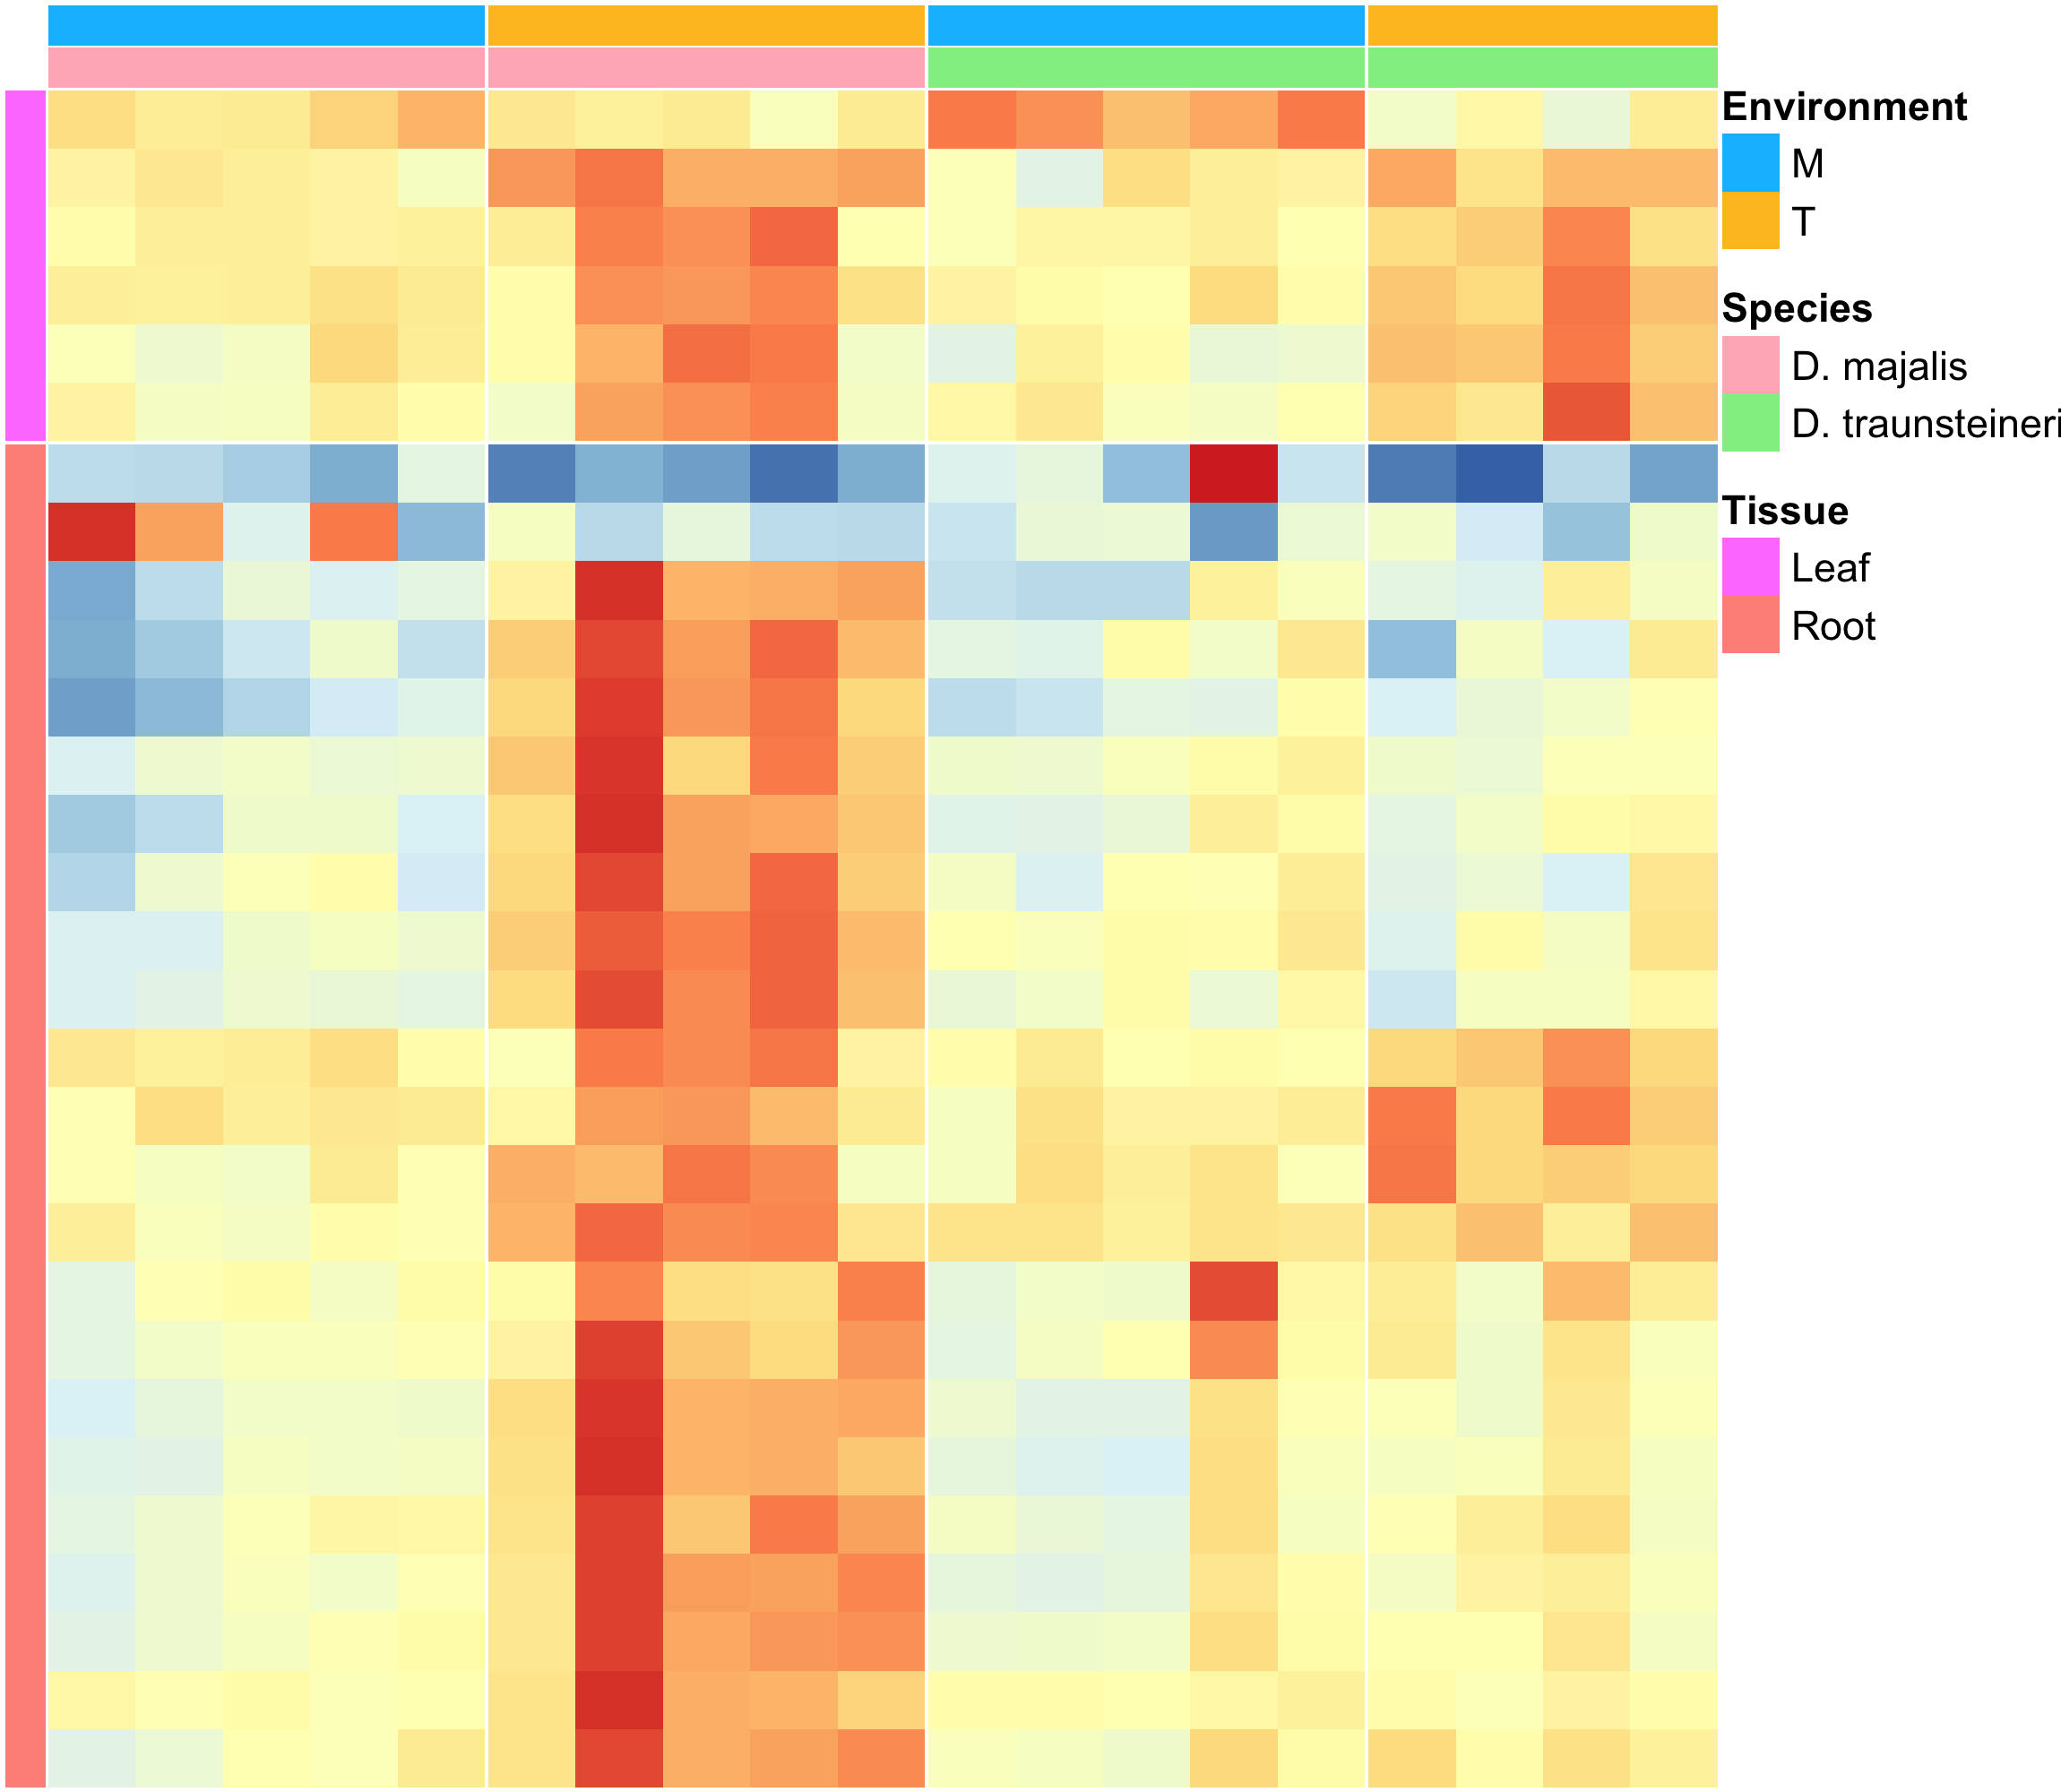 Environment
M
T
Species
D. majalis
D. traunsteineri
Tissue
Leaf
Root